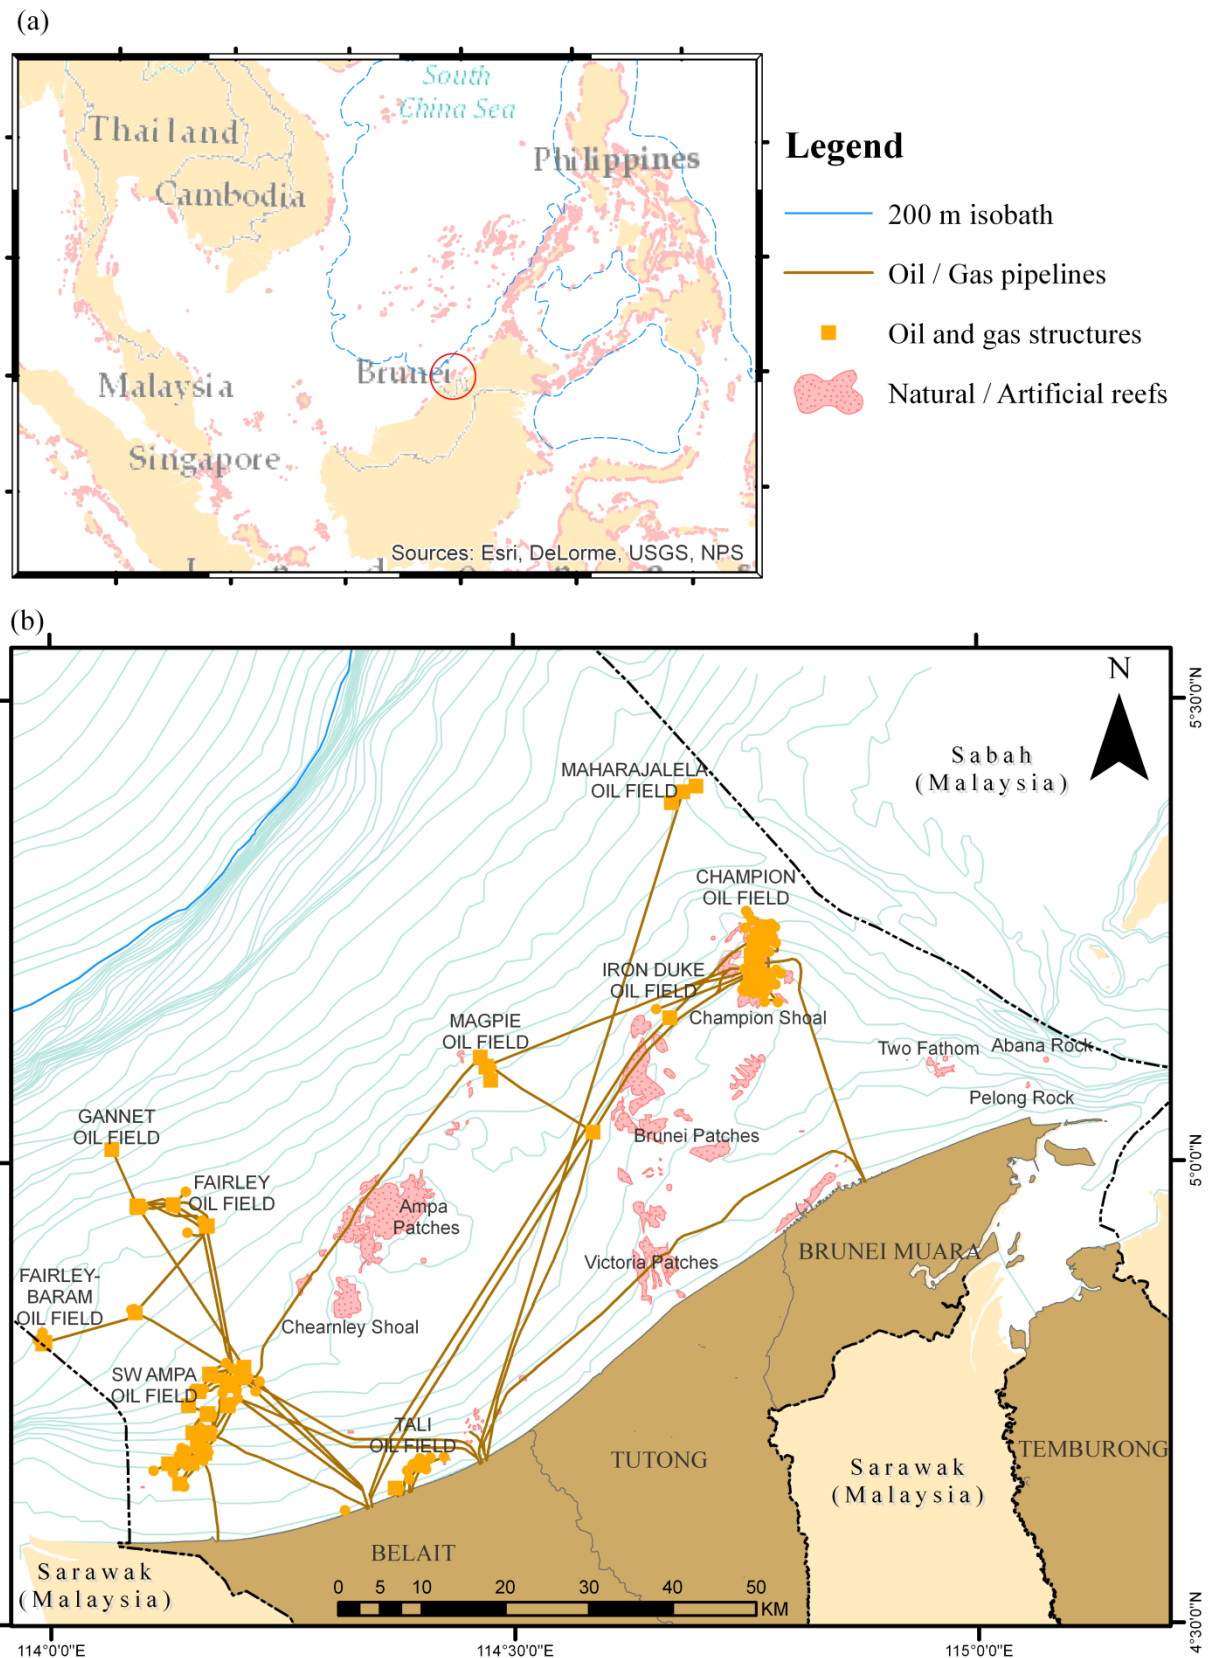 (a)
South
China Sea
Thailand
Philippines
Cambodia
Brunei
Malaysia
Singapore
I n d o n e s
Sources: Esri, DeLorme, USGS, NPS
Legend
200 m isobath
Oil / Gas pipelines
Oil and gas structures
Natural / Artificial reefs
(b)
N
5°30'0"N
Sabah
(Malaysia)
MAHARAJALELA
OIL FIELD
CHAMPION
OIL FIELD
IRON DUKE
OIL FIELD
Champion Shoal
MAGPIE
OIL FIELD
Two Fathom
Abana Rock
Pelong Rock
GANNET
OIL FIELD
Brunei Patches
5°0'0"N
FAIRLEY
OIL FIELD
Ampa
Patches
BRUNEI MUARA
Victoria Patches
FAIRLEY-
BARAM
OIL FIELD
Chearnley Shoal
SW AMPA
OIL FIELD
TALI
OIL FIELD
TUTONG
TEMBURONG
Sarawak
(Malaysia)
BELAIT
Sarawak
(Malaysia)
0 5 10 20 30 40 50
KM
4°30'0"N
114°0'0"E
114°30'0"E
115°0'0"E